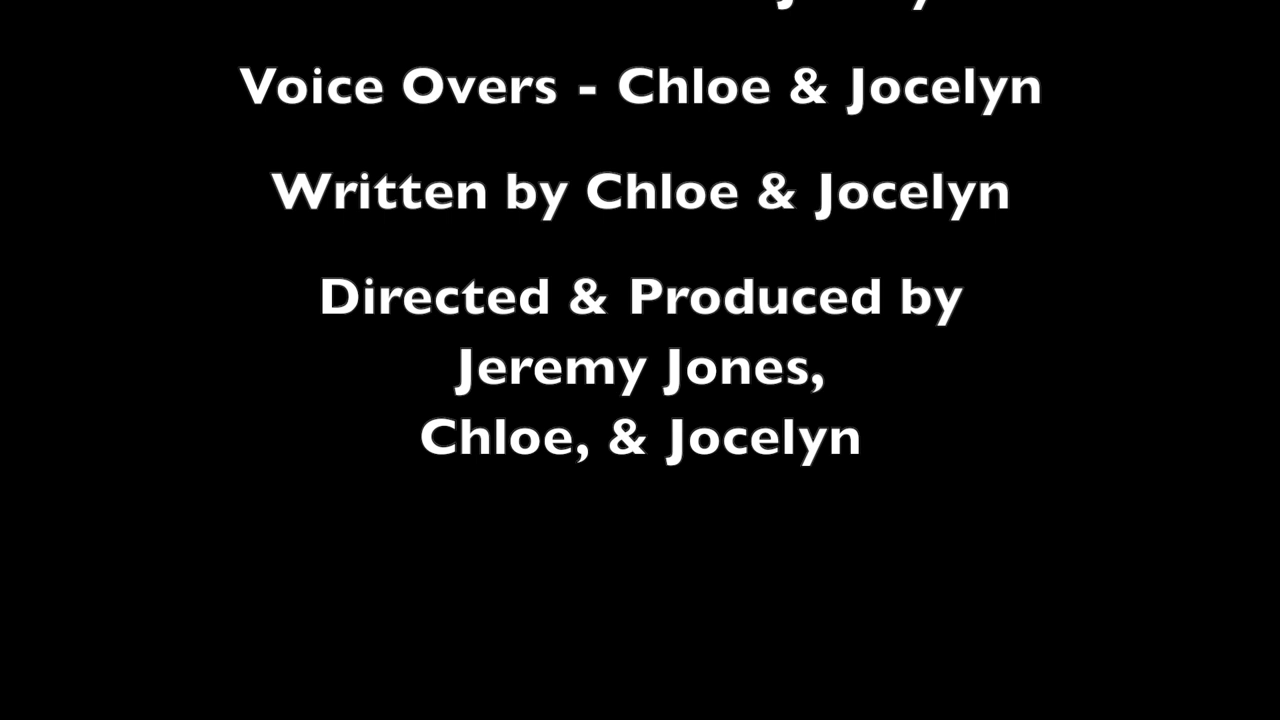 Voice Overs - Chloe & Jocelyn
Written by Chloe & Jocelyn
Directed & Produced by
Jeremy Jones,
Chloe, & Jocelyn